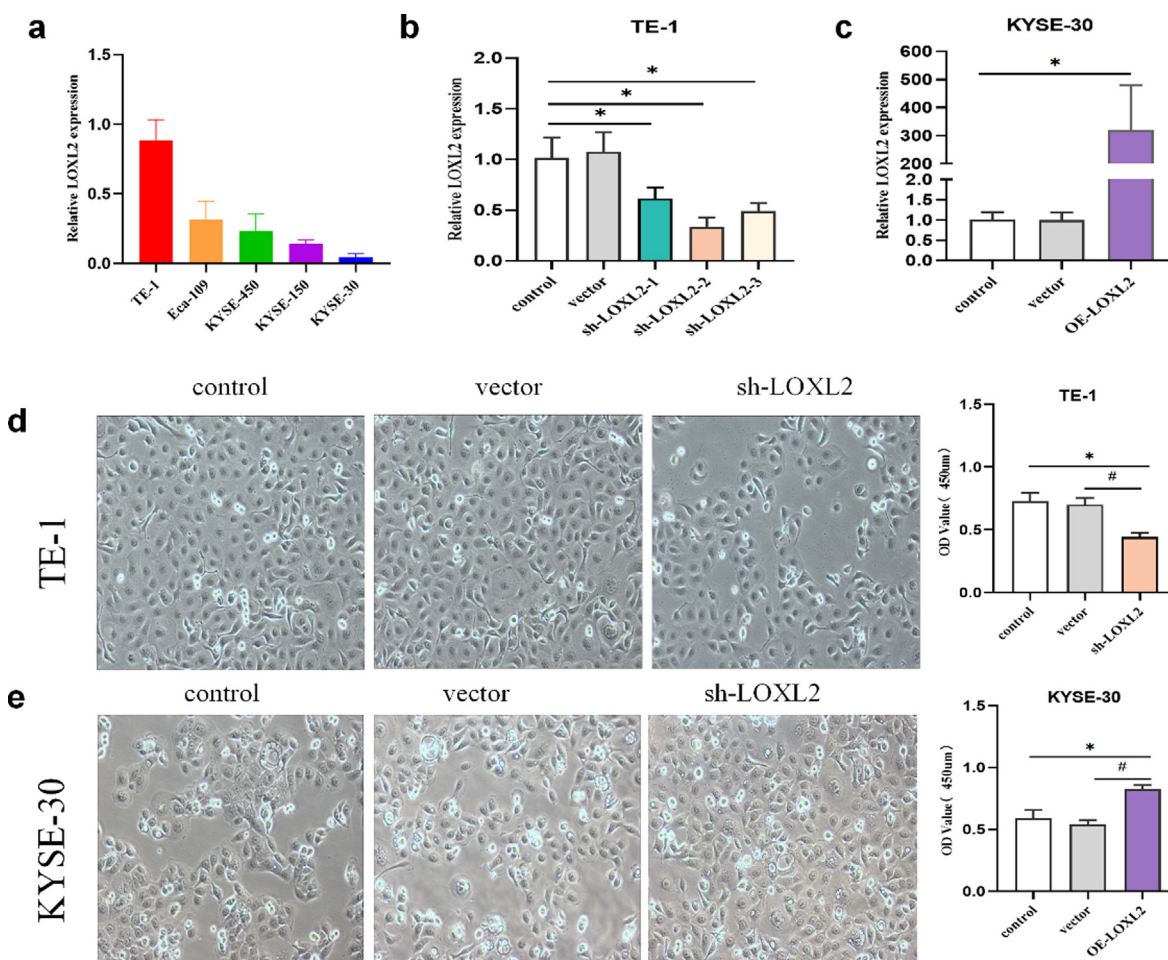 a
Relative LOXL2 expression
1.5
1.0
0.5
0.0
TE-1
Eca-109
KYSE-450
KYSE-150
KYSE-30
b
TE-1
Relative LOXL2 expression
2.0
1.5
1.0
0.5
0.0
*
*
*
control
vector
sh-LOXL2-1
sh-LOXL2-2
sh-LOXL2-3
c
KYSE-30
Relative LOXL2 expression
600
500
400
300
200
2.0
1.5
1.0
0.5
0.0
*
control
vector
OE-LOXL2
d
TE-1
control
vector
sh-LOXL2
TE-1
OD Value( 450um)
1.5
1.0
0.5
0.0
*
#
control
vector
sh-LOXL2
e
KYSE-30
control
vector
sh-LOXL2
KYSE-30
OD Value( 450um)
1.5
1.0
0.5
0.0
*
#
control
vector
OE-LOXL2